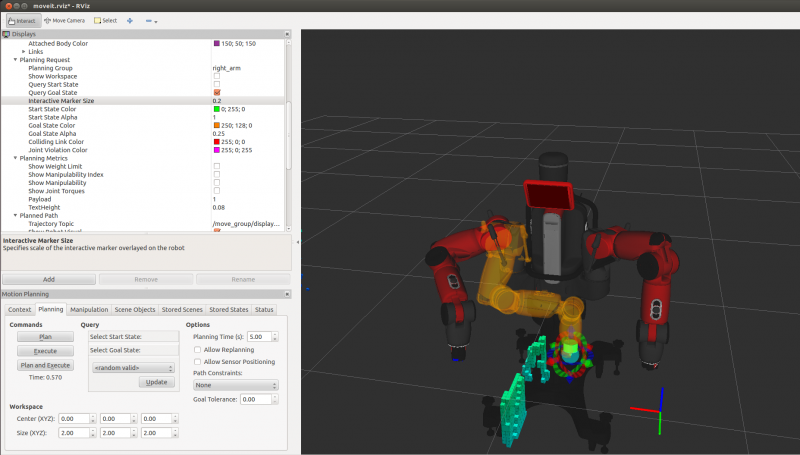 moveit.rviz* - RViz
Interact Move Camera Select
Displays
Attached Body Color 150; 50; 150
Links
Planning Request
Planning Group right_arm
Show Workspace
Query Start State
Query Goal State
Interactive Marker Size 0.2
Start State Color 0; 255; 0
Start State Alpha 1
Goal State Color 250; 128; 0
Goal State Alpha 0.25
Colliding Link Color 255; 0; 0
Joint Violation Color 255; 0; 255
Planning Metrics
Show Weight Limit
Show Manipulability Index
Show Manipulability
Show Joint Torques
Payload 1
TextHeight 0.08
Planned Path
Trajectory Topic /move_group/display...
Show Robot Visual
Interactive Marker Size
Specifies scale of the interactive marker overlayed on the robot
Add Remove Rename
Motion Planning
Context Planning Manipulation Scene Objects Stored Scenes Stored States Status
Commands Query Options
Plan Select Start State: Planning Time (s): 5.00
Execute Select Goal State: Allow Replanning
Plan and Execute <random valid> Allow Sensor Positioning
Time: 0.570 Update Path Constraints:
None
Goal Tolerance: 0.00
Workspace
Center (XYZ): 0.00 0.00 0.00
Size (XYZ): 2.00 2.00 2.00